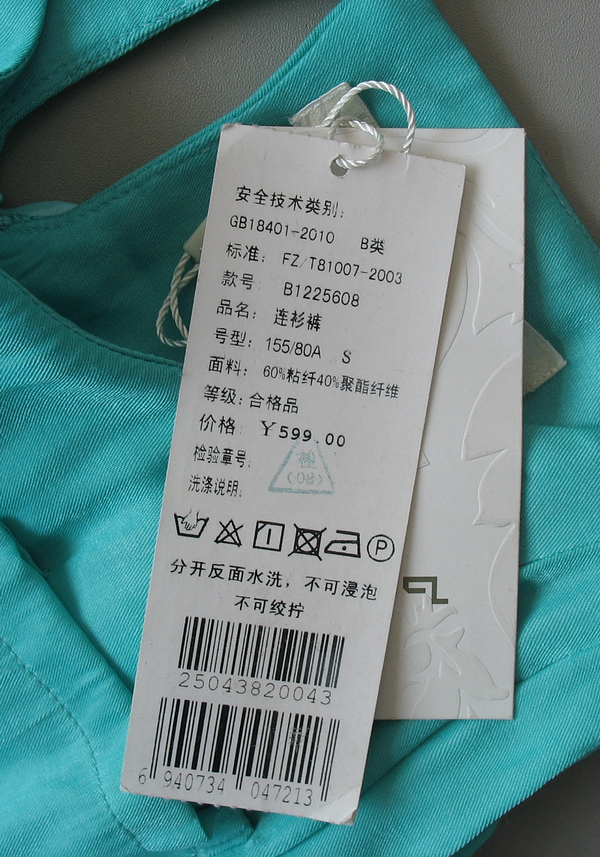 安全技术类别:
GB18401-2010 B类
标准: FZ/T81007-2003
款号 B1225608
品名: 连衫裤
号型: 155/80A S
面料: 60%粘纤40%聚酯纤维
等级: 合格品
价格 ¥599.00
检验章号:
检
(08)
洗涤说明:
P
分开反面水洗，不可浸泡
不可绞拧
25043820043
6 940734 047213